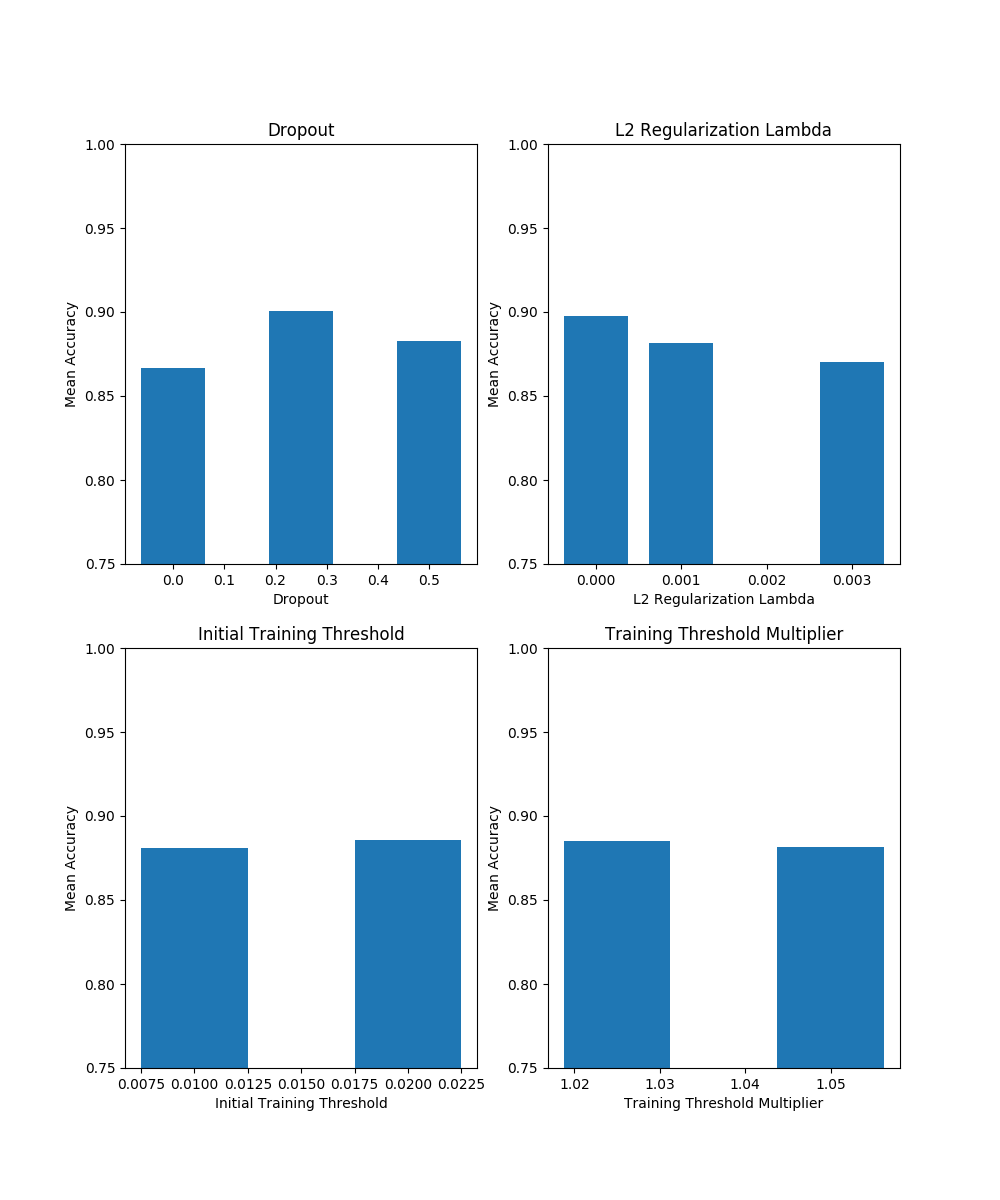 Dropout
L2 Regularization Lambda
1.00
0.95
0.90
0.85
0.80
0.75
Mean Accuracy
0.0 0.1 0.2 0.3 0.4 0.5
Dropout
1.00
0.95
0.90
0.85
0.80
0.75
Mean Accuracy
0.000 0.001 0.002 0.003
L2 Regularization Lambda
Initial Training Threshold
Training Threshold Multiplier
1.00
0.95
0.90
0.85
0.80
0.75
Mean Accuracy
0.0075 0.0100 0.0125 0.0150 0.0175 0.0200 0.0225
Initial Training Threshold
1.00
0.95
0.90
0.85
0.80
0.75
Mean Accuracy
1.02 1.03 1.04 1.05
Training Threshold Multiplier